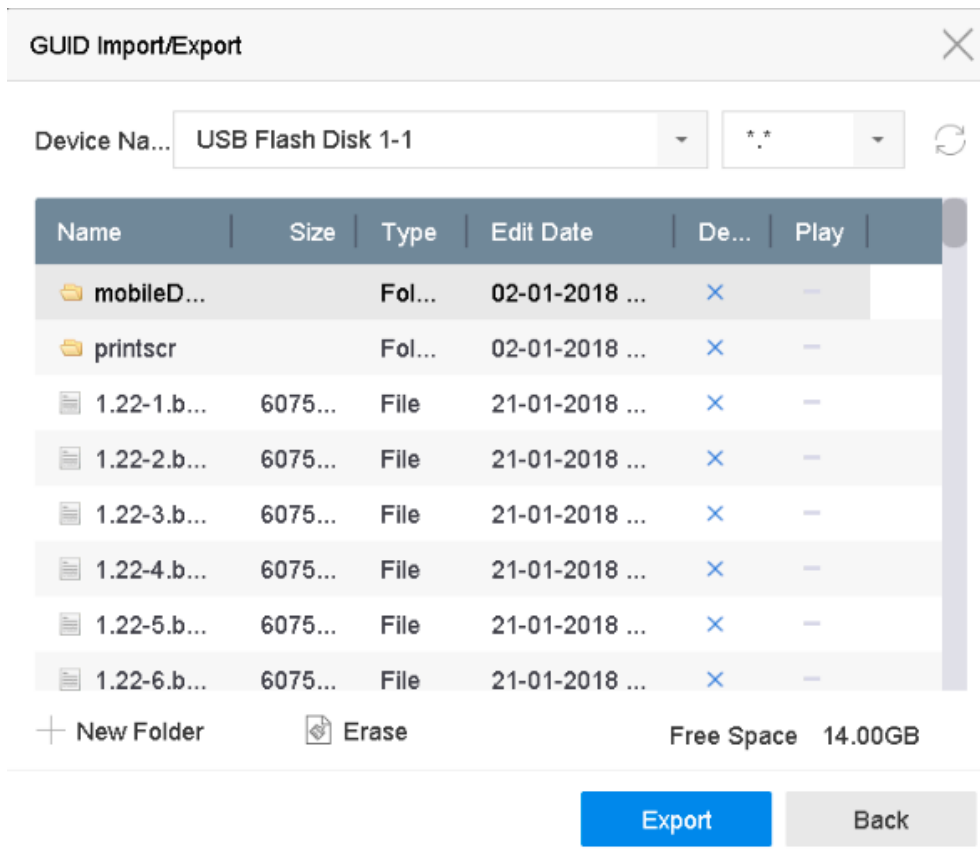 GUID Import/Export
Device Na... USB Flash Disk 1-1 *.*
Name Size Type Edit Date De... Play
mobileD... Fol... 02-01-2018 ...
printscr Fol... 02-01-2018 ...
1.22-1.b... 6075... File 21-01-2018 ...
1.22-2.b... 6075... File 21-01-2018 ...
1.22-3.b... 6075... File 21-01-2018 ...
1.22-4.b... 6075... File 21-01-2018 ...
1.22-5.b... 6075... File 21-01-2018 ...
1.22-6.b... 6075... File 21-01-2018 ...
New Folder Erase Free Space 14.00GB
Export Back